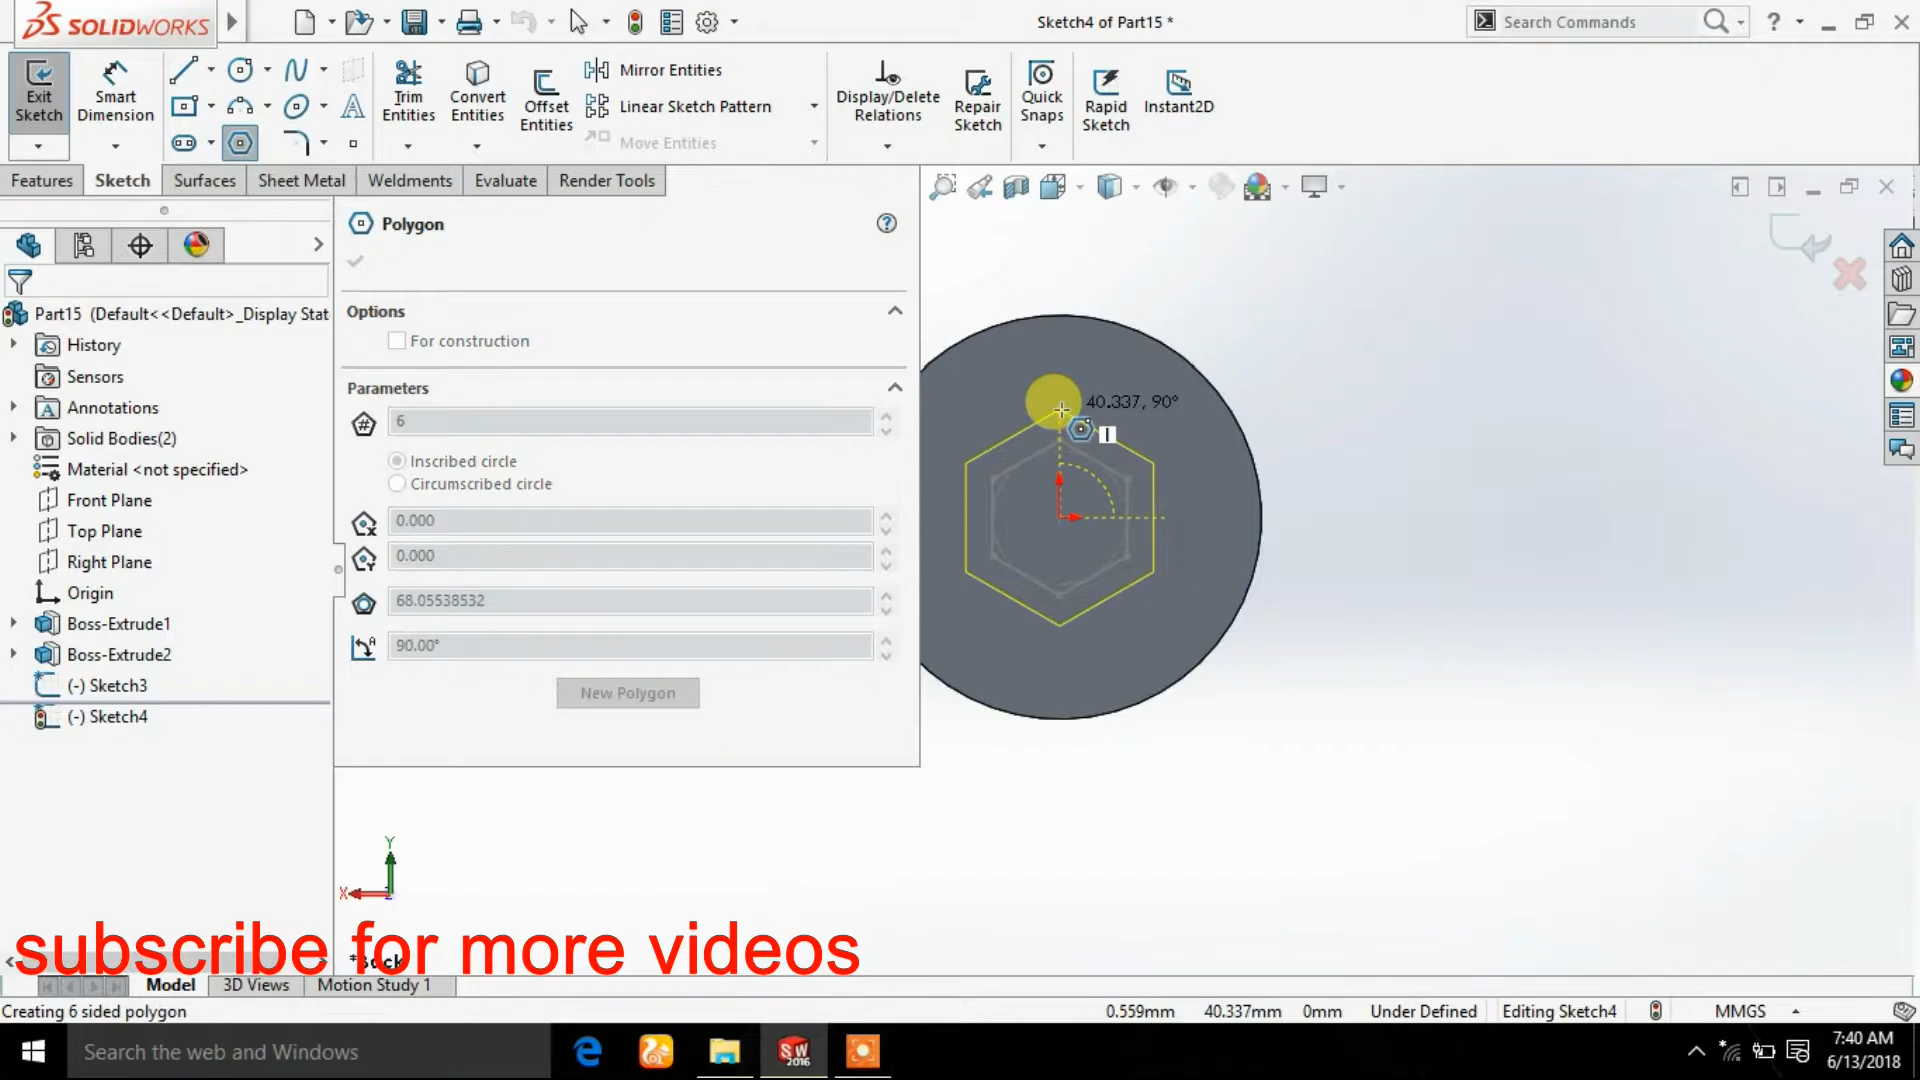 SOLIDWORKS
Sketch4 of Part15 *
Search Commands
Exit Sketch
Smart Dimension
Trim Entities
Convert Entities
Offset Entities
Mirror Entities
Linear Sketch Pattern
Move Entities
Display/Delete Relations
Repair Sketch
Quick Snaps
Rapid Sketch
Instant2D
Features
Sketch
Surfaces
Sheet Metal
Weldments
Evaluate
Render Tools
Polygon
Options
For construction
Parameters
6
Inscribed circle
Circumscribed circle
0.000
0.000
68.05538532
90.00°
New Polygon
Part15 (Default<<Default>_Display Stat
History
Sensors
Annotations
Solid Bodies(2)
Material <not specified>
Front Plane
Top Plane
Right Plane
Origin
Boss-Extrude1
Boss-Extrude2
(-) Sketch3
(-) Sketch4
40.337, 90°
Y
X
Z
subscribe for more videos
*Back
Model
3D Views
Motion Study 1
Creating 6 sided polygon
0.559mm
40.337mm
0mm
Under Defined
Editing Sketch4
MMGS
Search the web and Windows
SW
2016
7:40 AM
6/13/2018